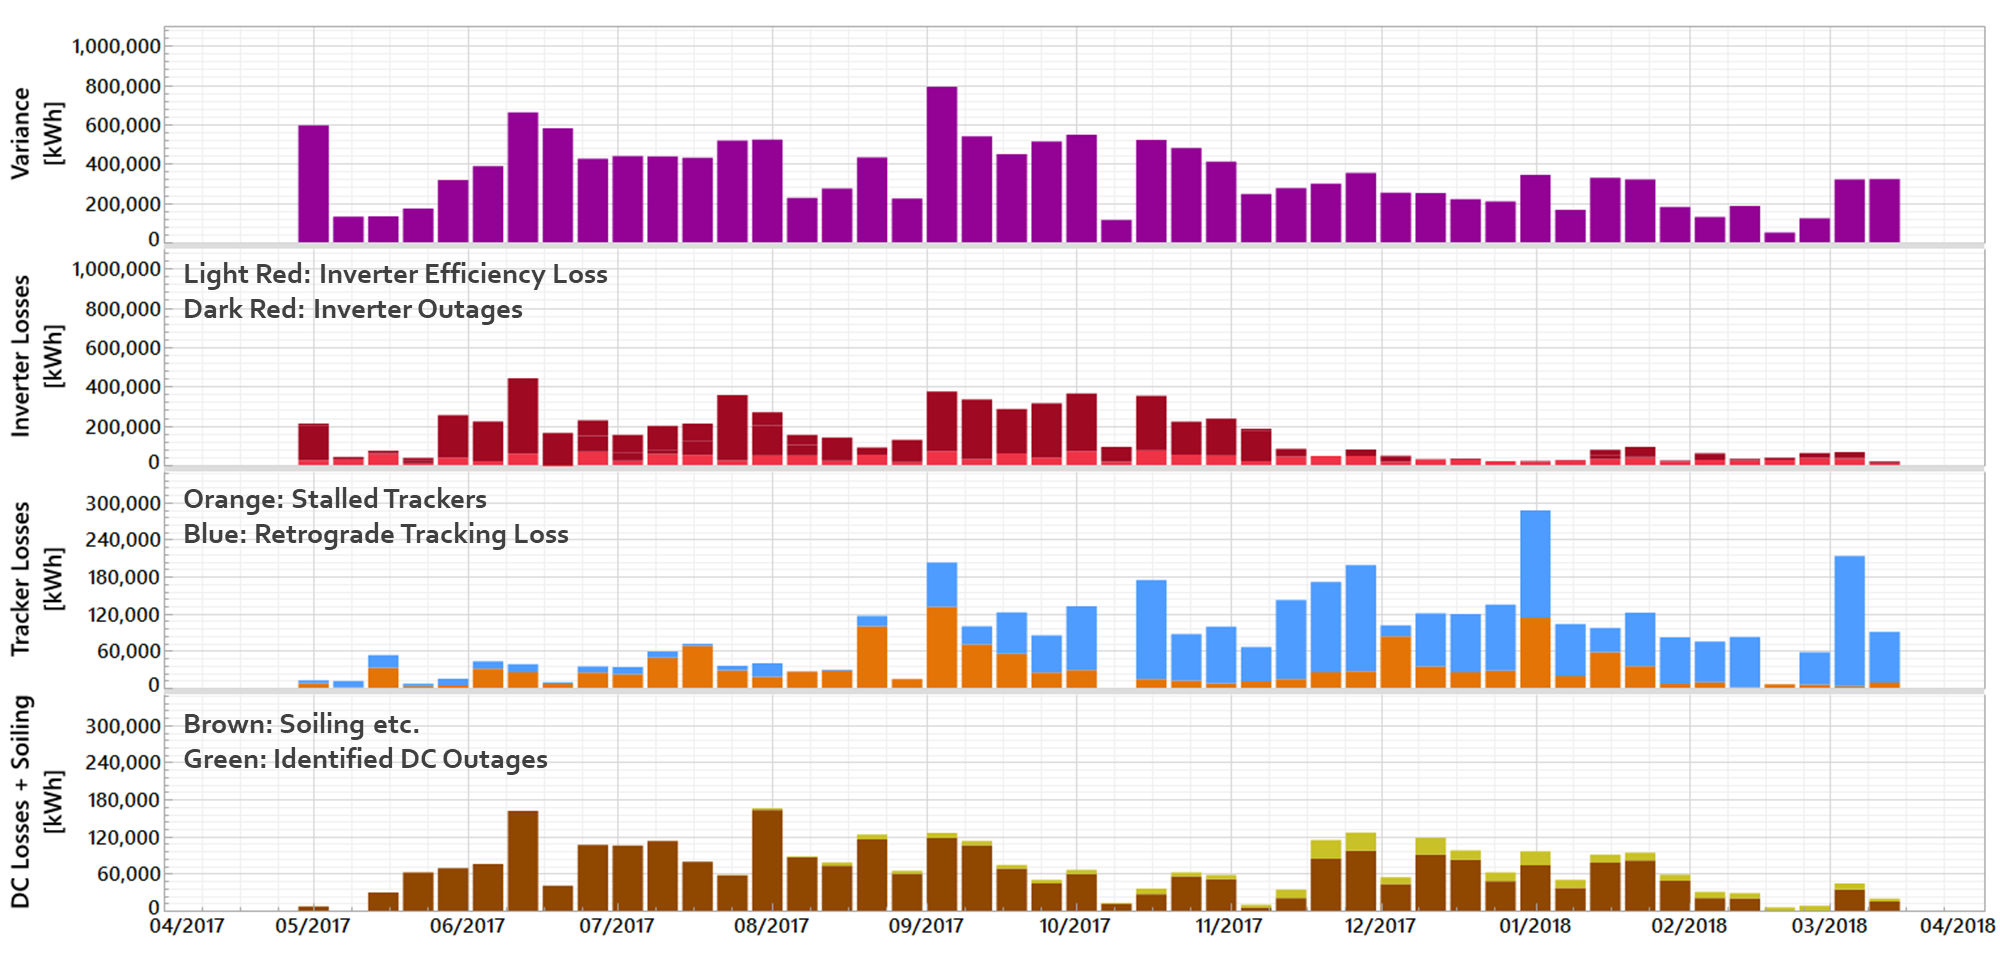 Variance
[kWh]
1,000,000
800,000
600,000
400,000
200,000
0
Inverter Losses
[kWh]
1,000,000
800,000
600,000
400,000
200,000
0
Light Red: Inverter Efficiency Loss
Dark Red: Inverter Outages
Tracker Losses
[kWh]
300,000
240,000
180,000
120,000
60,000
0
Orange: Stalled Trackers
Blue: Retrograde Tracking Loss
DC Losses + Soiling
[kWh]
300,000
240,000
180,000
120,000
60,000
0
Brown: Soiling etc.
Green: Identified DC Outages
04/2017 05/2017 06/2017 07/2017 08/2017 09/2017 10/2017 11/2017 12/2017 01/2018 02/2018 03/2018 04/2018